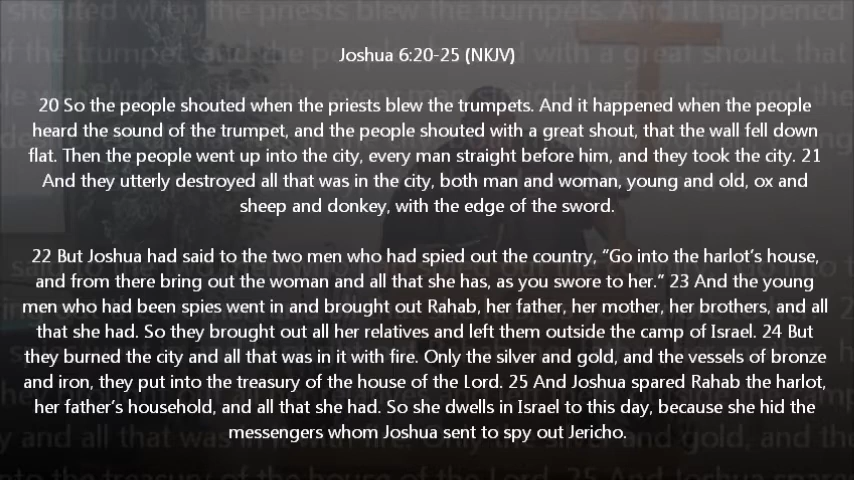 Joshua 6:20-25 (NKJV)
20 So the people shouted when the priests blew the trumpets. And it happened when the people
heard the sound of the trumpet, and the people shouted with a great shout, that the wall fell down
flat. Then the people went up into the city, every man straight before him, and they took the city. 21
And they utterly destroyed all that was in the city, both man and woman, young and old, ox and
sheep and donkey, with the edge of the sword.
22 But Joshua had said to the two men who had spied out the country, “Go into the harlot’s house,
and from there bring out the woman and all that she has, as you swore to her.” 23 And the young
men who had been spies went in and brought out Rahab, her father, her mother, her brothers, and all
that she had. So they brought out all her relatives and left them outside the camp of Israel. 24 But
they burned the city and all that was in it with fire. Only the silver and gold, and the vessels of bronze
and iron, they put into the treasury of the house of the Lord. 25 And Joshua spared Rahab the harlot,
her father’s household, and all that she had. So she dwells in Israel to this day, because she hid the
messengers whom Joshua sent to spy out Jericho.